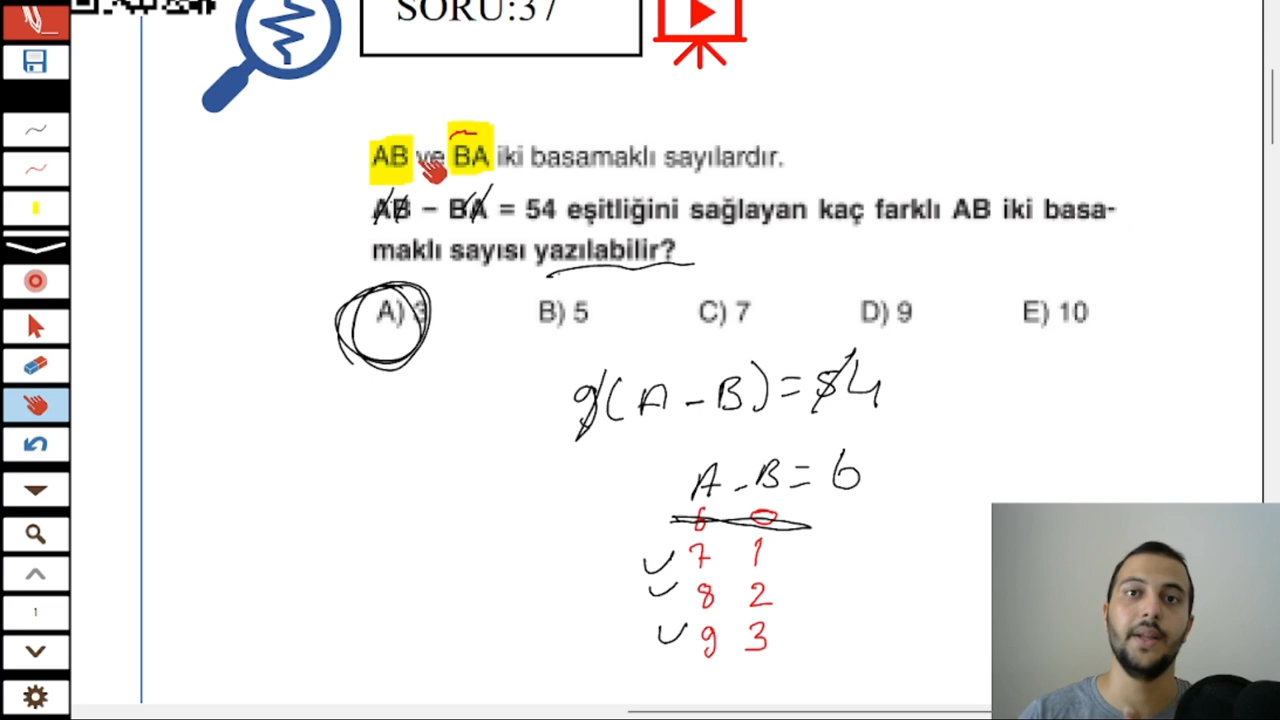 SORU:37
AB ve BA iki basamaklı sayılardır.
AB - BA = 54 eşitliğini sağlayan kaç farklı AB iki basa-
maklı sayısı yazılabilir?
A) 3 B) 5 C) 7 D) 9 E) 10
9(A - B) = 54
A - B = 6
6 0
7 1
8 2
9 3
1